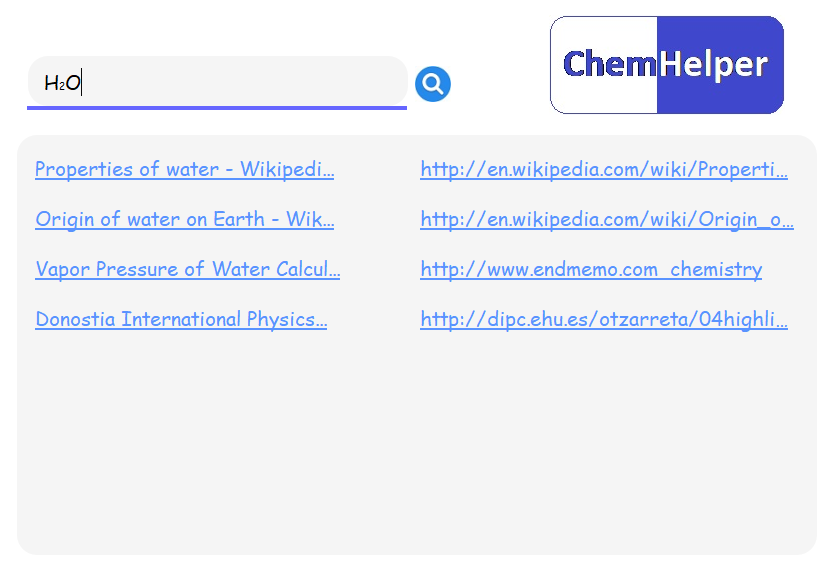 ChemHelper
H₂O
Properties of water - Wikipedi... http://en.wikipedia.com/wiki/Properti...
Origin of water on Earth - Wik... http://en.wikipedia.com/wiki/Origin_o...
Vapor Pressure of Water Calcul... http://www.endmemo.com chemistry
Donostia International Physics... http://dipc.ehu.es/otzarreta/04highli...